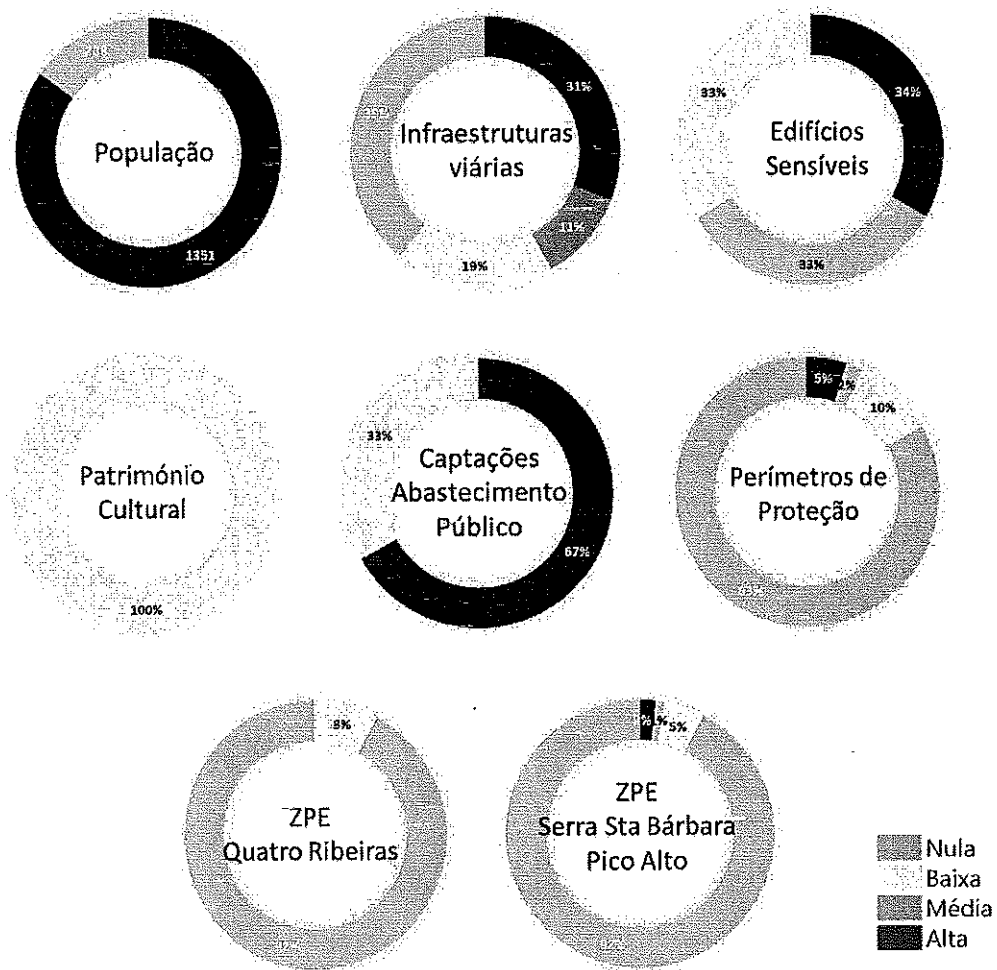 População
1351
Infraestruturas
viárias
31%
11%
19%
Edifícios
Sensíveis
33%
34%
33%
Património
Cultural
100%
Captações
Abastecimento
Público
33%
67%
Perímetros de
Proteção
5%
2%
10%
ZPE
Quatro Ribeiras
8%
ZPE
Serra Sta Bárbara
Pico Alto
%
%
5%
Nula
Baixa
Média
Alta